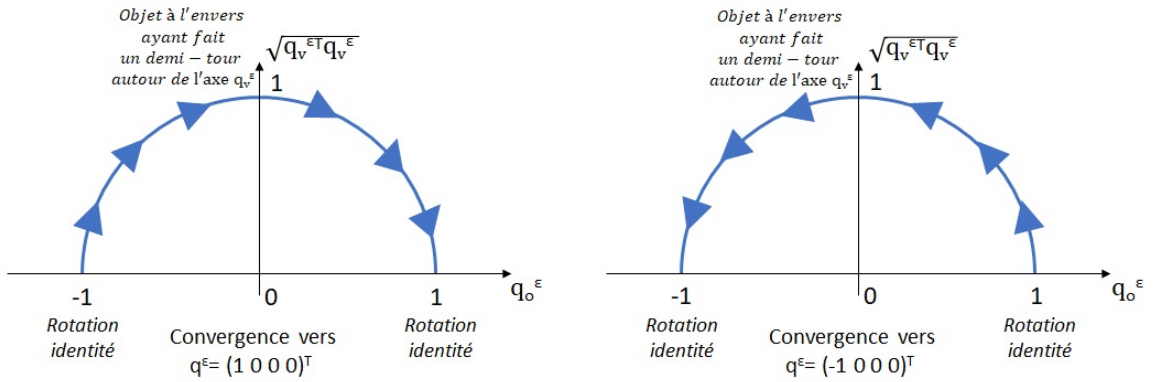 Objet à l'envers
ayant fait
un demi – tour
autour de l'axe qᵥᵋ
√qᵥᵋᵀqᵥᵋ
1
-1
0
1
qₒᵋ
Rotation
identité
Convergence vers
qᵋ= (1 0 0 0)ᵀ
Rotation
identité
Objet à l'envers
ayant fait
un demi – tour
autour de l'axe qᵥᵋ
√qᵥᵋᵀqᵥᵋ
1
-1
0
1
qₒᵋ
Rotation
identité
Convergence vers
qᵋ= (-1 0 0 0)ᵀ
Rotation
identité